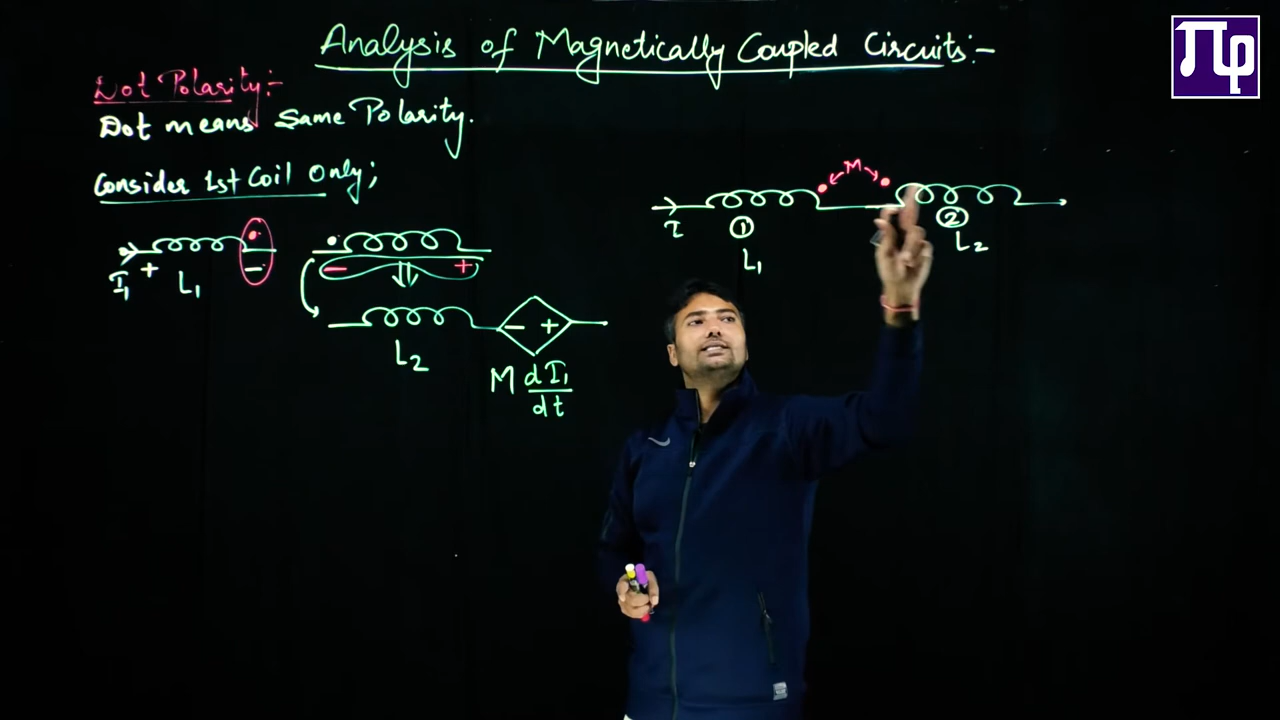 Analysis of Magnetically Coupled Circuits:-
Dot Polarity:-
Dot means Same Polarity.
Consider 1st Coil Only;
I1 + L1 -
- +
L2
- +
M dI1/dt
M
I
1
L1
2
L2
πφ